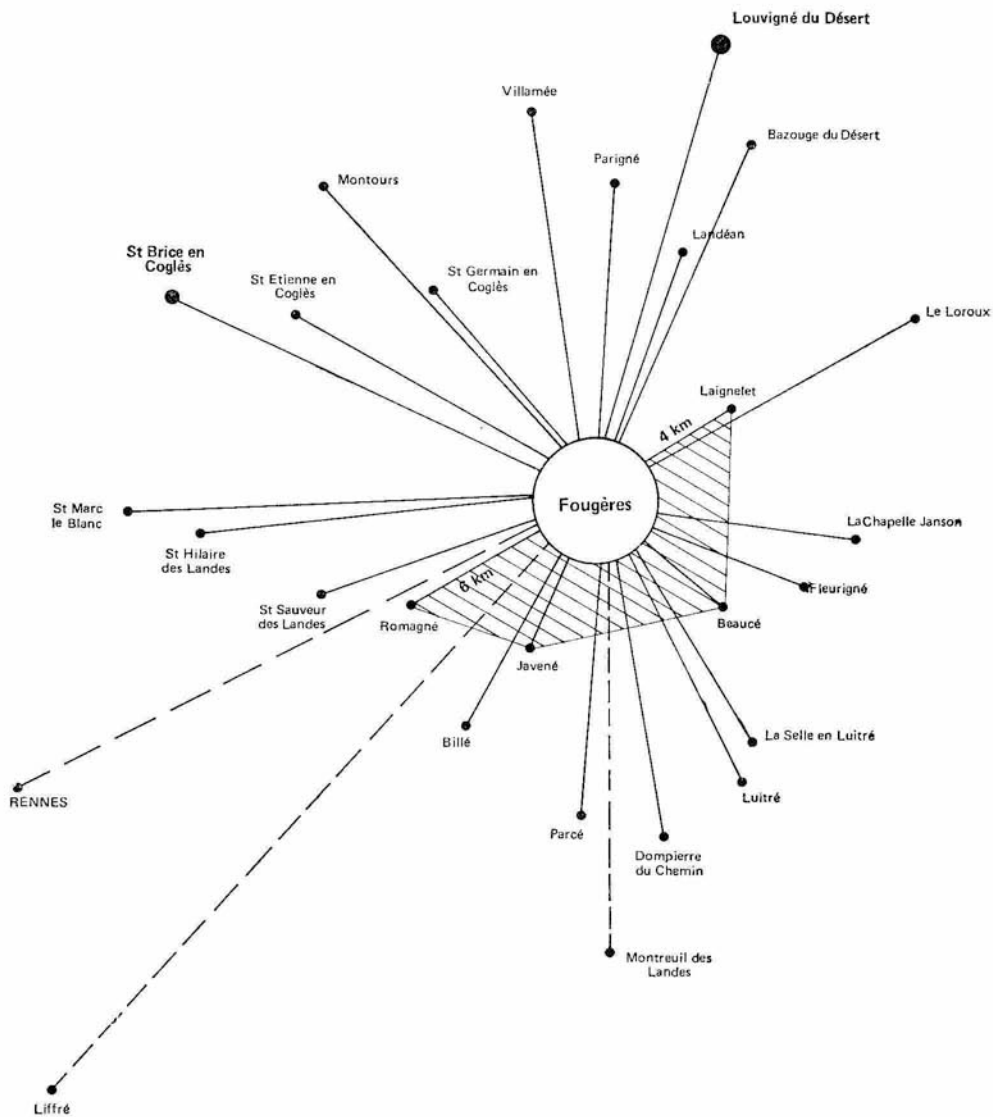 Louvigné du Désert
Villamée
Bazouge du Désert
Parigné
Montours
Landéan
St Brice en
Coglès
St Etienne en
Coglès
St Germain en
Coglès
Le Loroux
Laignelet
4 km
Fougères
St Marc
le Blanc
St Hilaire
des Landes
LaChapelle Janson
Fleurigné
St Sauveur
des Landes
Romagné
6 km
Beaucé
Javené
Billé
La Selle en Luitré
RENNES
Luitré
Parcé
Dompierre
du Chemin
Montreuil des
Landes
Liffré